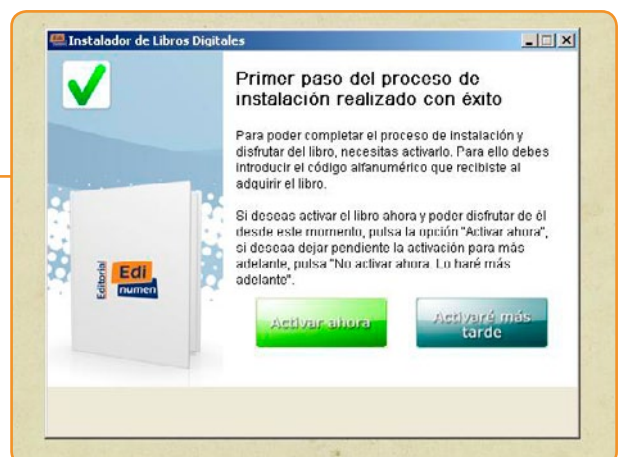 Instalador de Libros Digitales
Primer paso del proceso de
instalación realizado con éxito
Para poder completar el proceso de instalación y
disfrutar del libro, necesitas activarlo. Para ello debes
introducir el código alfanumérico que recibiste al
adquirir el libro.
Si deseas activar el libro ahora y poder disfrutar de él
desde este momento, pulsa la opción "Activar ahora",
si deseas dejar pendiente la activación para más
adelante, pulsa "No activar ahora. Lo haré más
adelante".
Editorial
Edi
numen
Activar ahora
Activaré más
tarde